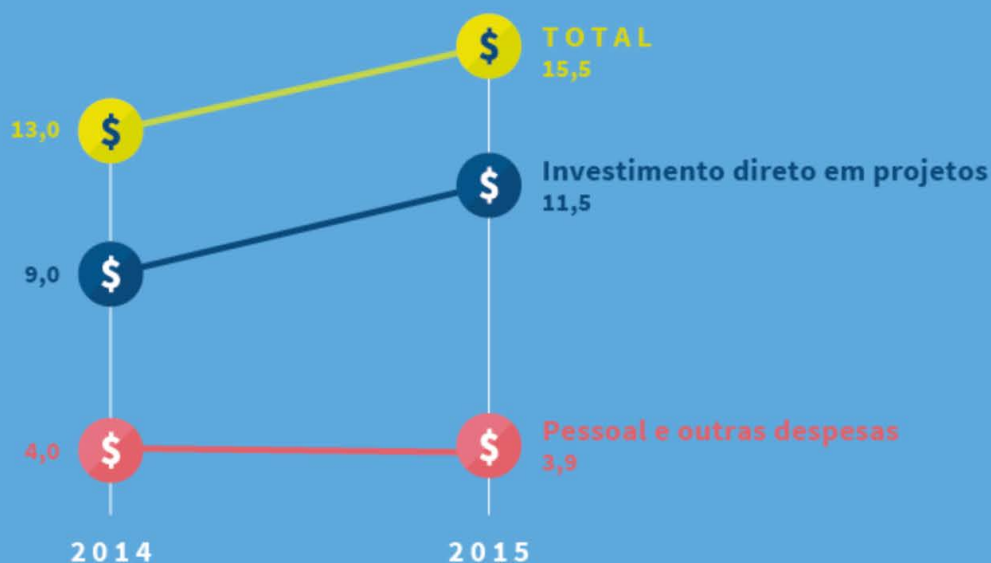 TOTAL
15,5
13,0
Investimento direto em projetos
11,5
9,0
Pessoal e outras despesas
3,9
4,0
2014 2015